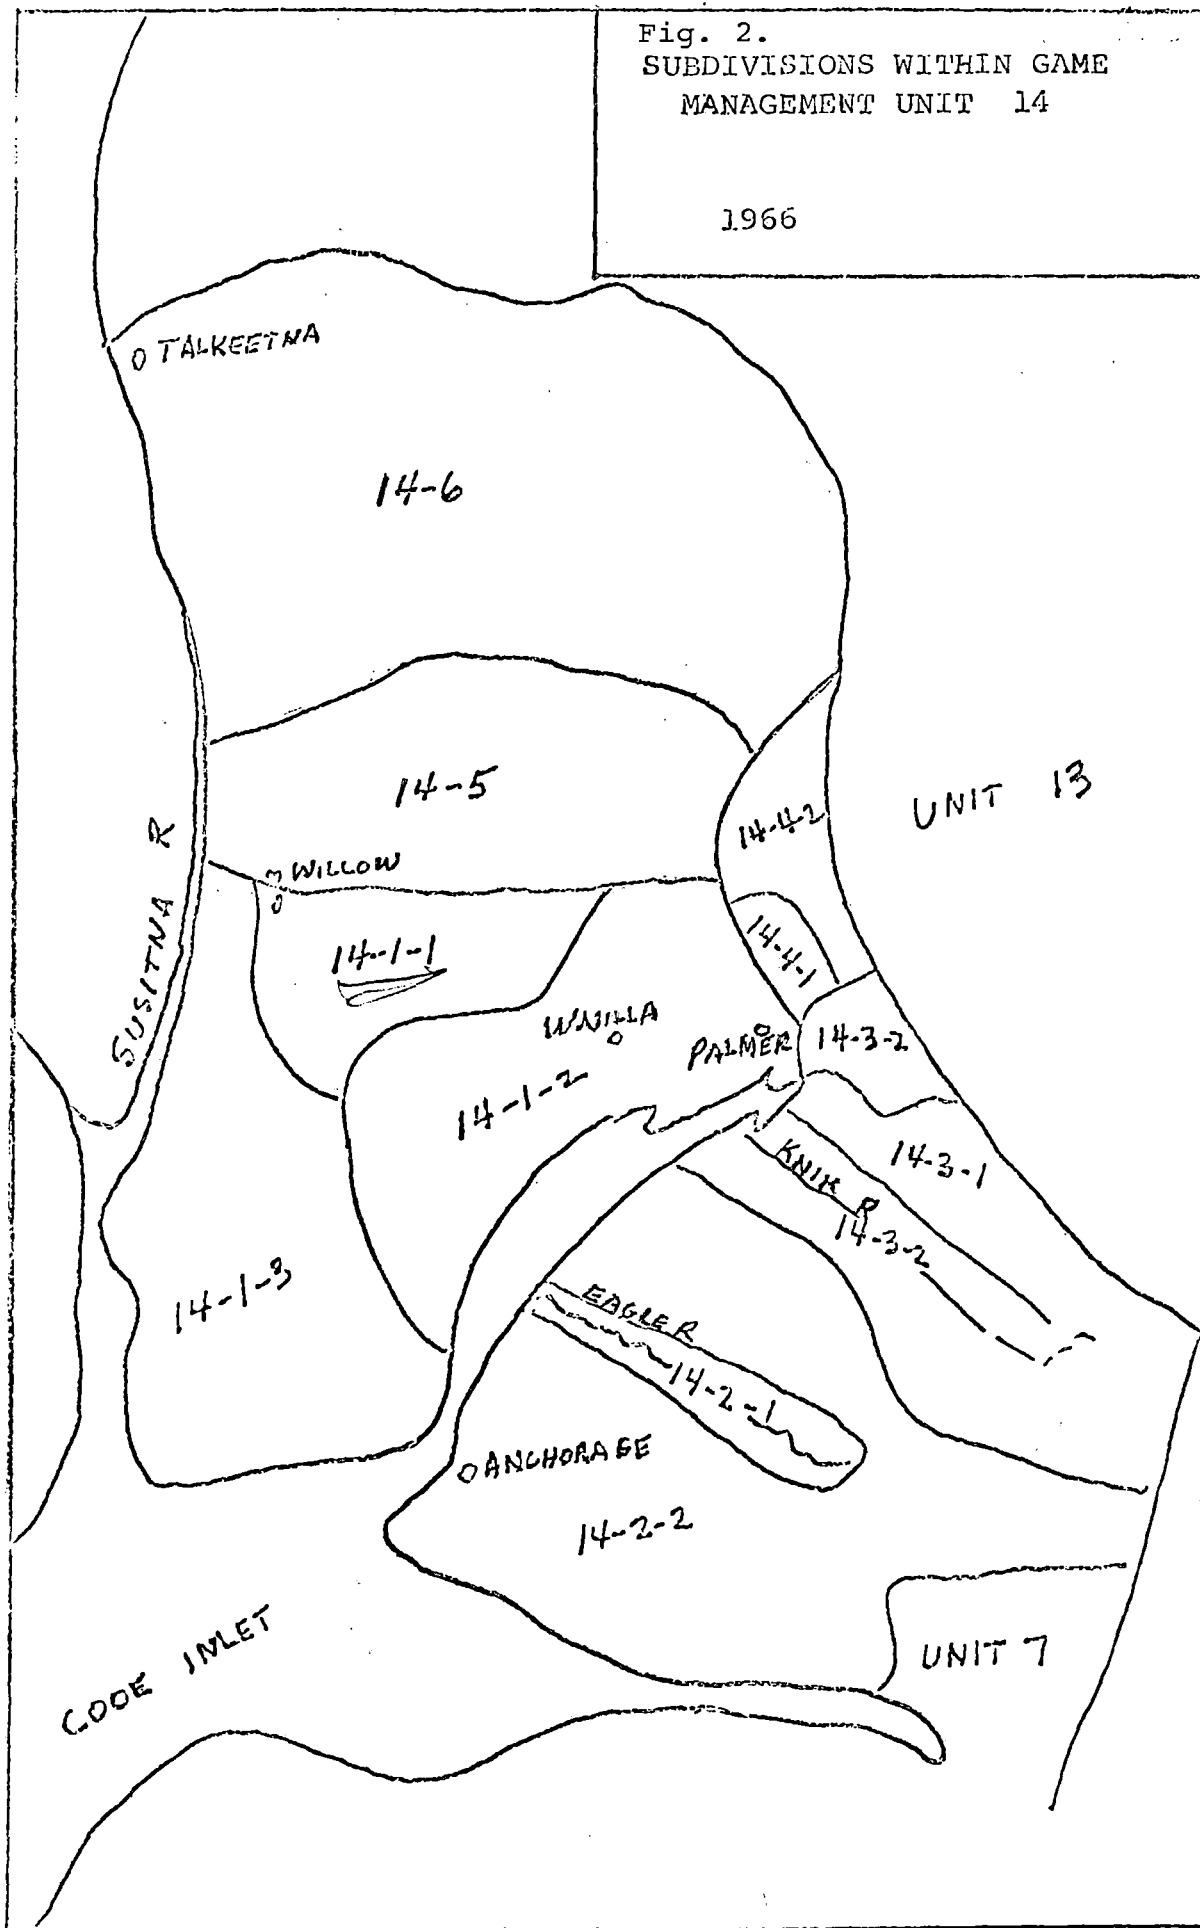 Fig. 2.
SUBDIVISIONS WITHIN GAME
MANAGEMENT UNIT 14
1966
TALKEETNA
14-6
14-5
14-4-2
UNIT 13
WILLOW
SUSITNA R
14-1-1
14-4-1
PALMER
14-3-2
14-1-2
14-3-1
KNIK R
14-3-2
14-1-3
EAGLE R
14-2-1
ANCHORAGE
14-2-2
COOE INLET
UNIT 7